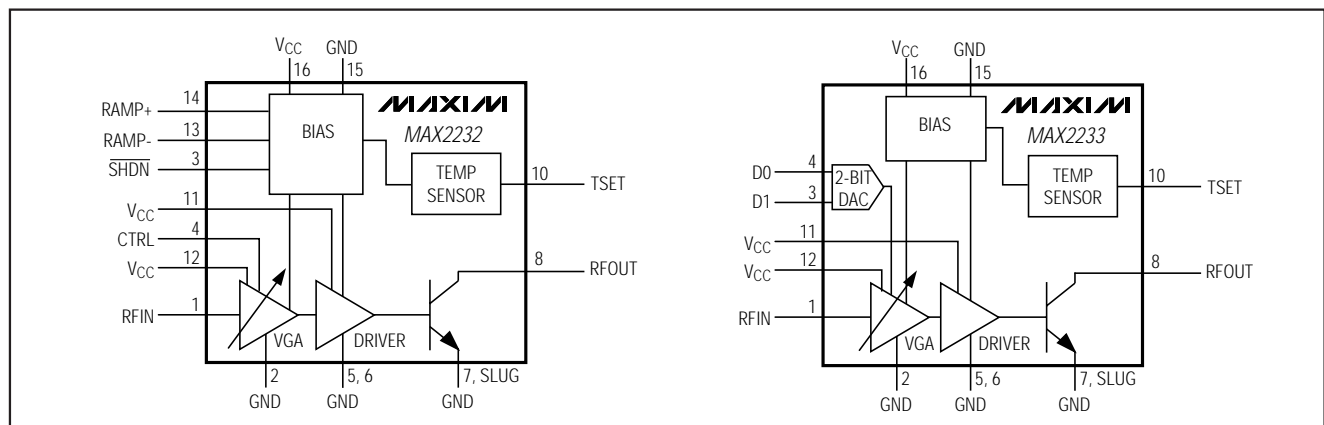 VCC GND
16 15
MAXIM
RAMP+ 14
BIAS
MAX2232
RAMP- 13
SHDN 3
TEMP
SENSOR
10 TSET
VCC 11
CTRL 4
VCC 12
8 RFOUT
RFIN 1
VGA DRIVER
2 5, 6 7, SLUG
GND GND GND
VCC GND
16 15
MAXIM
BIAS
MAX2233
D0 4
2-BIT
DAC
D1 3
TEMP
SENSOR
10 TSET
VCC 11
VCC 12
8 RFOUT
RFIN 1
VGA DRIVER
2 5, 6 7, SLUG
GND GND GND